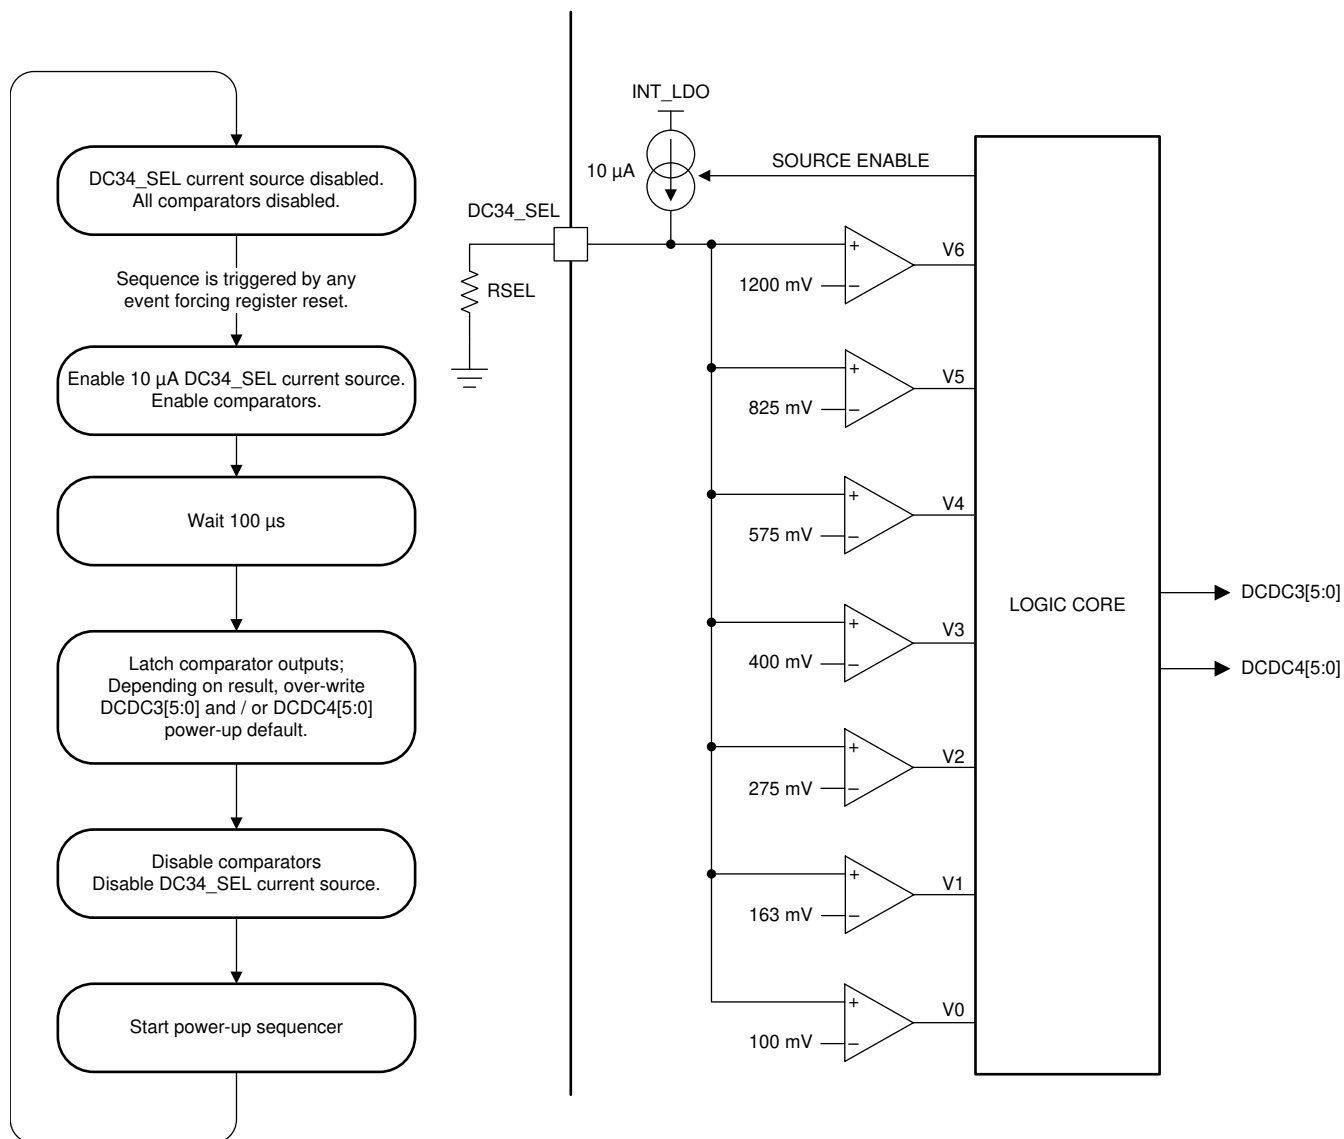 DC34_SEL current source disabled.
All comparators disabled.
Sequence is triggered by any
event forcing register reset.
Enable 10 µA DC34_SEL current source.
Enable comparators.
Wait 100 µs
Latch comparator outputs;
Depending on result, over-write
DCDC3[5:0] and / or DCDC4[5:0]
power-up default.
Disable comparators
Disable DC34_SEL current source.
Start power-up sequencer
INT_LDO
10 µA
SOURCE ENABLE
DC34_SEL
RSEL
+
1200 mV
–
V6
+
825 mV
–
V5
+
575 mV
–
V4
+
400 mV
–
V3
+
275 mV
–
V2
+
163 mV
–
V1
+
100 mV
–
V0
LOGIC CORE
DCDC3[5:0]
DCDC4[5:0]